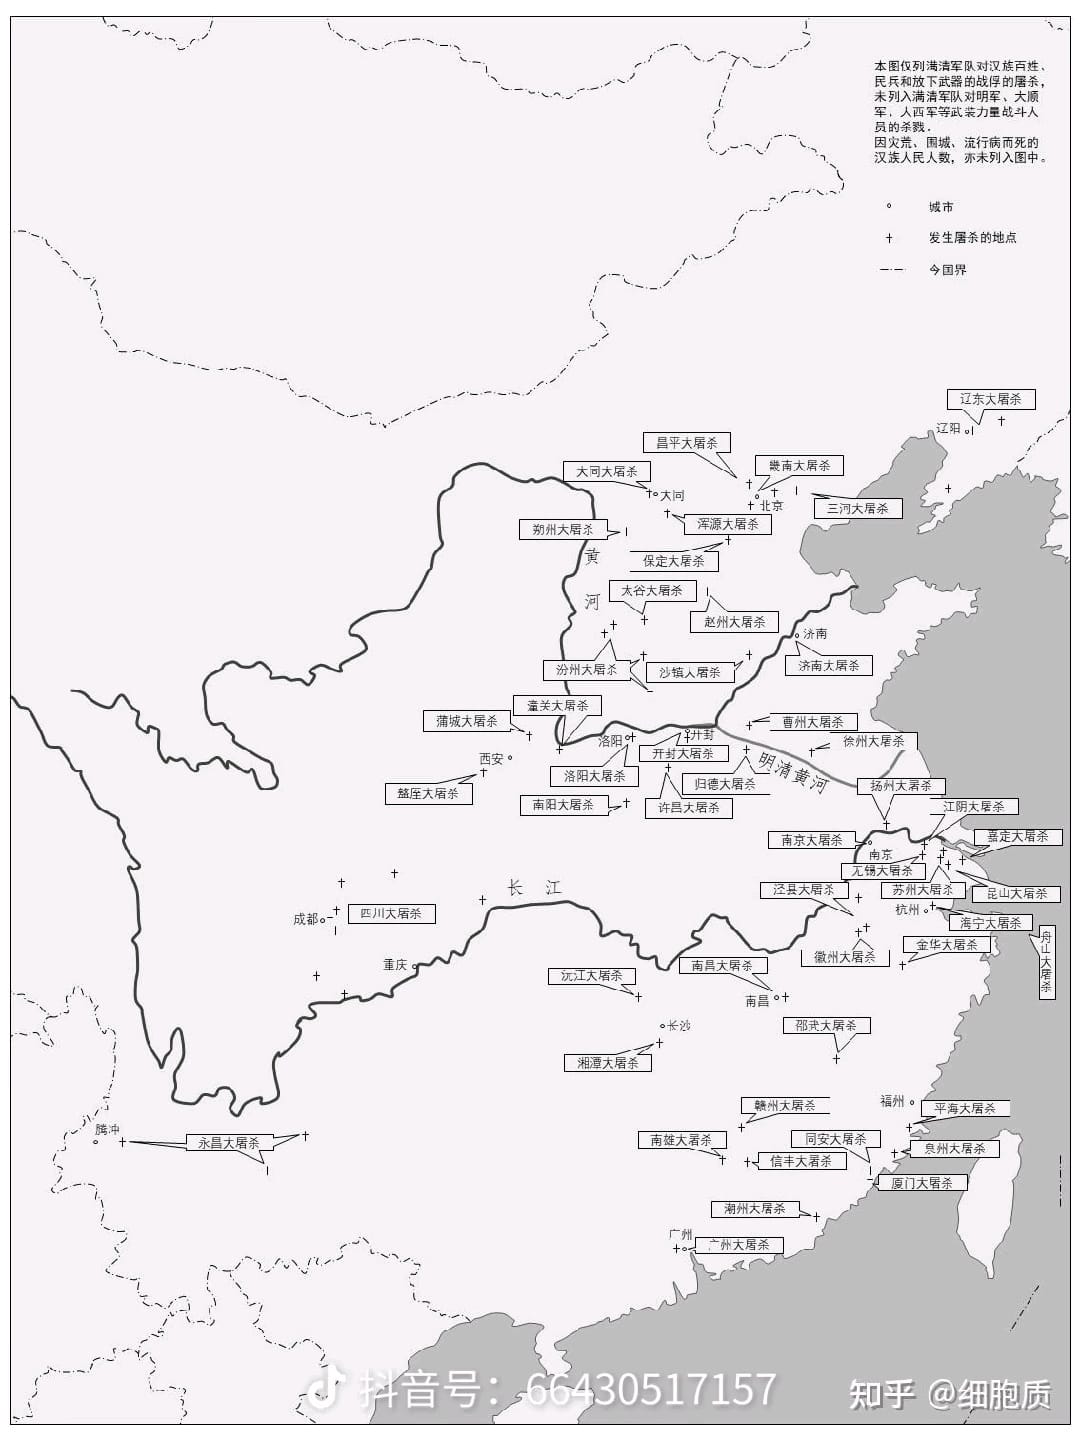 本图仅列满清军队对汉族百姓、
民兵和放下武器的战俘的屠杀，
未列入满清军队对明军、大顺
军、大西军等武装力量战斗人
员的杀戮.
因灾荒、围城、流行病而死的
汉族人民人数，亦未列入图中。
城市
发生屠杀的地点
今国界
辽东大屠杀
辽阳
昌平大屠杀
畿南大屠杀
大同大屠杀
大同
北京
三河大屠杀
浑源大屠杀
朔州大屠杀
保定大屠杀
黄河
太谷大屠杀
赵州大屠杀
济南
济南大屠杀
汾州大屠杀
沙镇大屠杀
潼关大屠杀
蒲城大屠杀
曹州大屠杀
洛阳
开封
徐州大屠杀
开封大屠杀
西安
明清黄河
洛阳大屠杀
归德大屠杀
扬州大屠杀
盩厔大屠杀
南阳大屠杀
许昌大屠杀
江阴大屠杀
嘉定大屠杀
南京大屠杀
南京
无锡大屠杀
长江
泾县大屠杀
苏州大屠杀
昆山大屠杀
成都
四川大屠杀
杭州
海宁大屠杀
舟山大屠杀
金华大屠杀
徽州大屠杀
重庆
南昌大屠杀
沅江大屠杀
南昌
长沙
邵武大屠杀
湘潭大屠杀
福州
赣州大屠杀
平海大屠杀
腾冲
永昌大屠杀
南雄大屠杀
同安大屠杀
泉州大屠杀
信丰大屠杀
厦门大屠杀
潮州大屠杀
广州
广州大屠杀
抖音号：66430517157
知乎 @细胞质